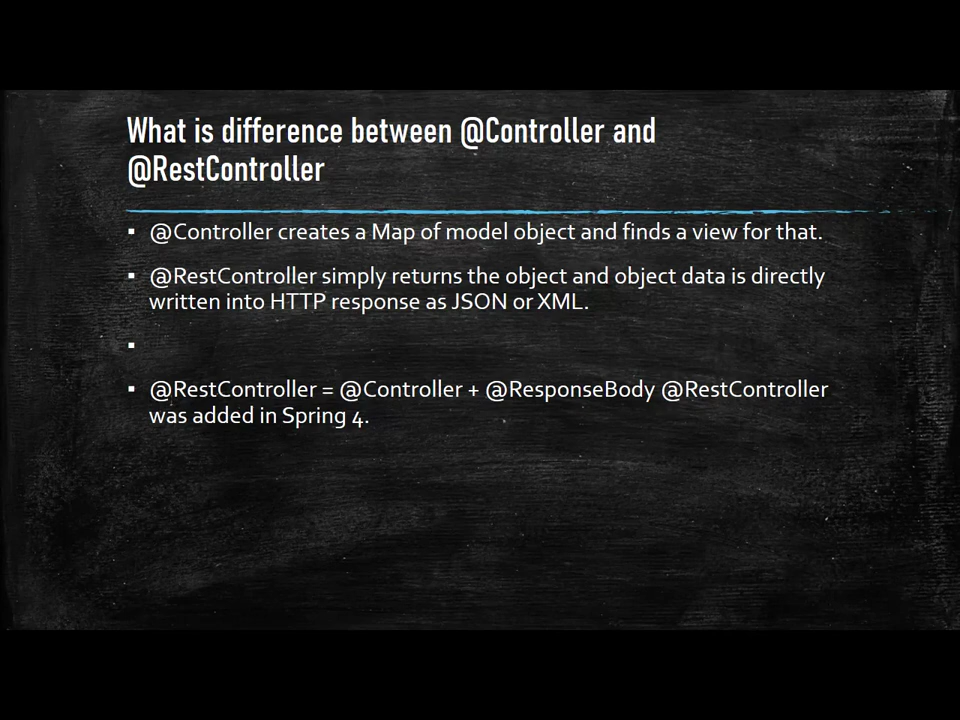 What is difference between @Controller and
@RestController
▪ @Controller creates a Map of model object and finds a view for that.
▪ @RestController simply returns the object and object data is directly
written into HTTP response as JSON or XML.
▪
▪ @RestController = @Controller + @ResponseBody @RestController
was added in Spring 4.